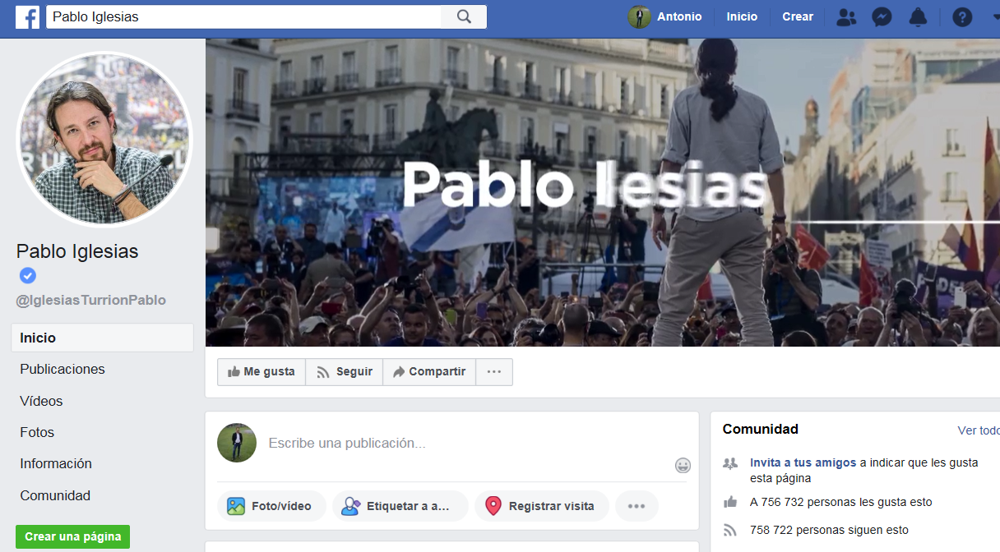 f
Pablo Iglesias
Antonio
Inicio
Crear
?
Pablo Iglesias
@IglesiasTurrionPablo
Inicio
Publicaciones
Vídeos
Fotos
Información
Comunidad
Crear una página
Pablo Iesias
Me gusta
Seguir
Compartir
...
Escribe una publicación...
Foto/vídeo
Etiquetar a a...
Registrar visita
...
Comunidad
Ver todo
Invita a tus amigos a indicar que les gusta
esta página
A 756 732 personas les gusta esto
758 722 personas siguen esto